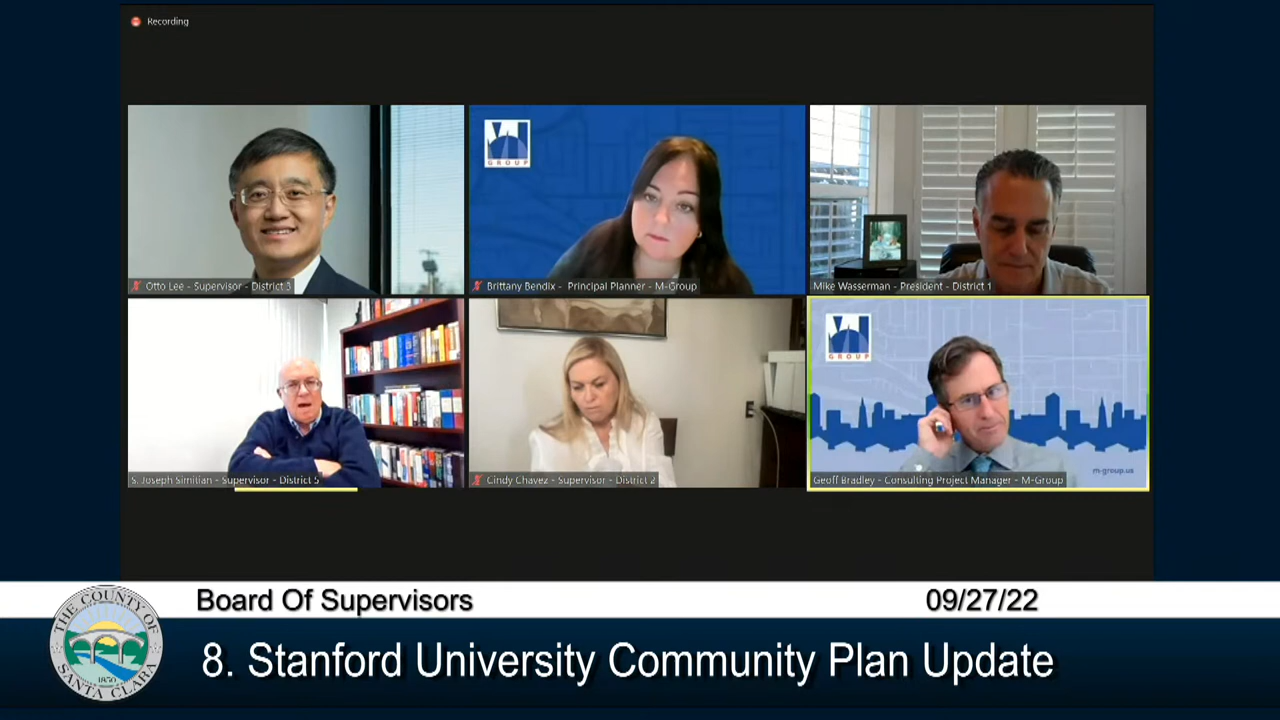 Recording
GROUP
Otto Lee - Supervisor - District 3
Brittany Bendix - Principal Planner - M-Group
Mike Wasserman - President - District 1
GROUP
m-group.us
S. Joseph Simitian - Supervisor - District 5
Cindy Chavez - Supervisor - District 2
Geoff Bradley - Consulting Project Manager - M-Group
Board Of Supervisors
09/27/22
THE COUNTY OF
1850
SANTA CLARA
8. Stanford University Community Plan Update